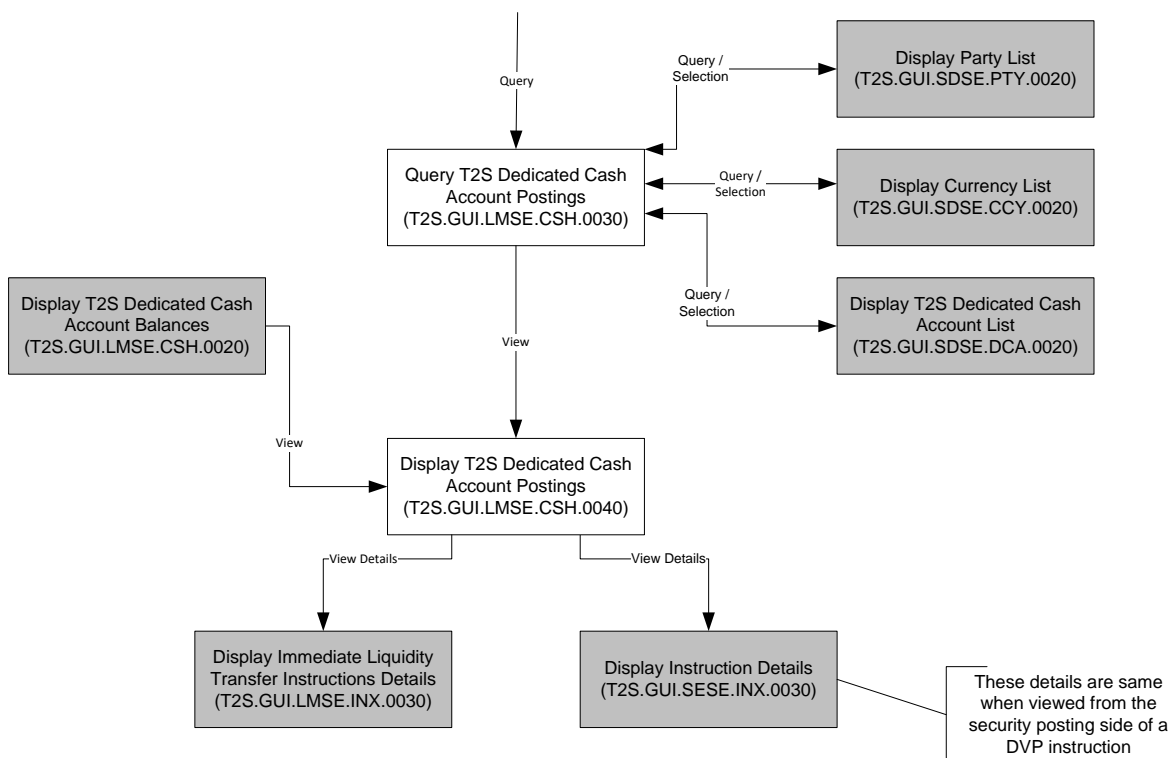 Query
Query /
Selection
Display Party List
(T2S.GUI.SDSE.PTY.0020)
Query T2S Dedicated Cash
Account Postings
(T2S.GUI.LMSE.CSH.0030)
Query /
Selection
Display Currency List
(T2S.GUI.SDSE.CCY.0020)
Query /
Selection
Display T2S Dedicated Cash
Account List
(T2S.GUI.SDSE.DCA.0020)
Display T2S Dedicated Cash
Account Balances
(T2S.GUI.LMSE.CSH.0020)
View
View
Display T2S Dedicated Cash
Account Postings
(T2S.GUI.LMSE.CSH.0040)
View Details
View Details
Display Immediate Liquidity
Transfer Instructions Details
(T2S.GUI.LMSE.INX.0030)
Display Instruction Details
(T2S.GUI.SESE.INX.0030)
These details are same
when viewed from the
security posting side of a
DVP instruction